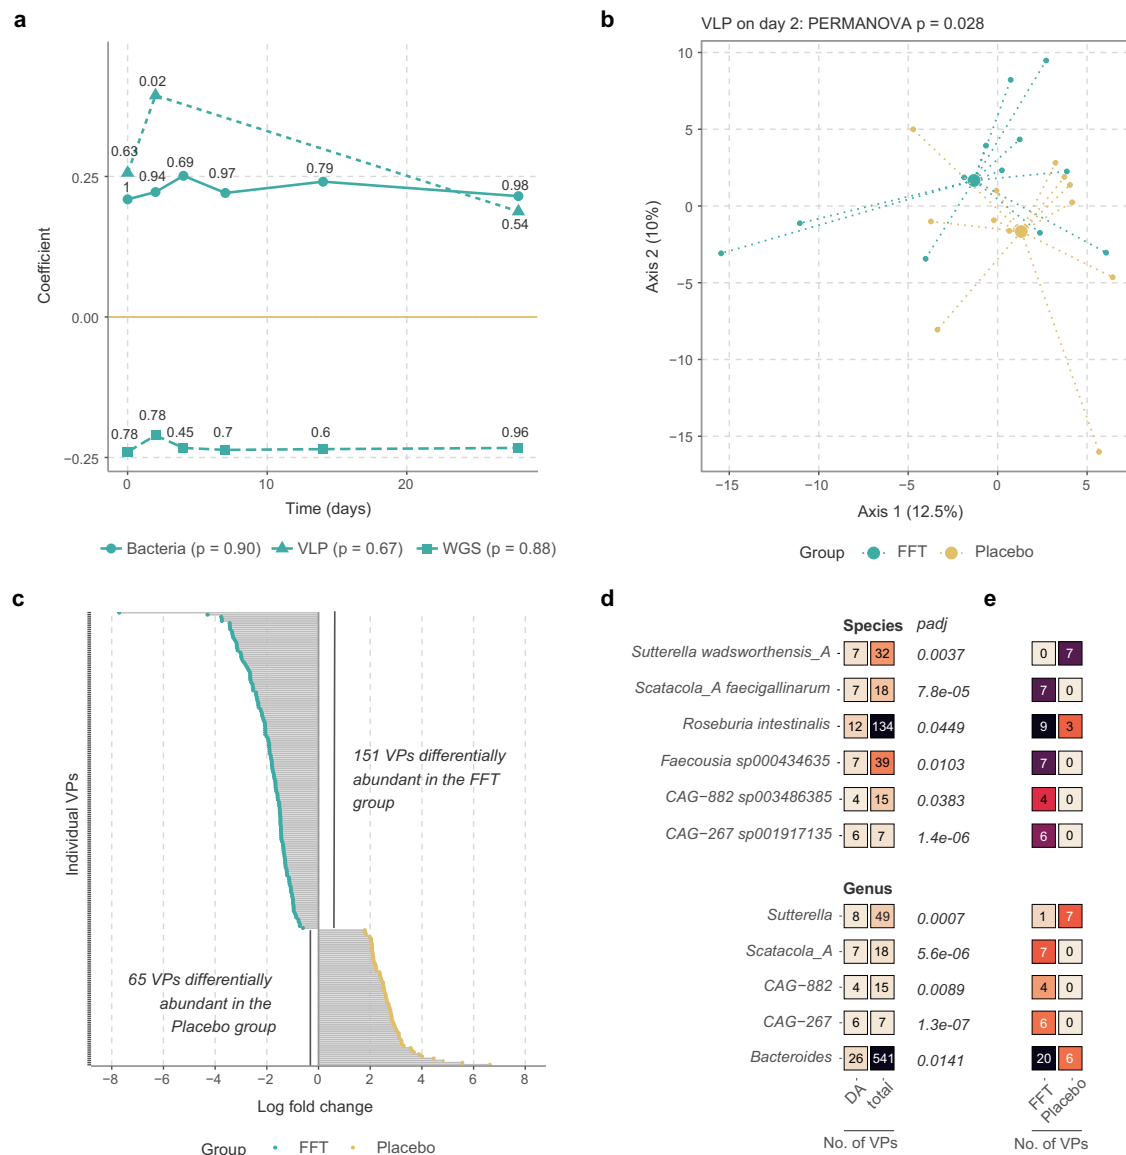 a
0.25
0.00
−0.25
Coefficient
0.63
0.02
1
0.94
0.69
0.97
0.79
0.98
0.54
0.78
0.78
0.45
0.7
0.6
0.96
0
10
20
Time (days)
Bacteria (p = 0.90)
VLP (p = 0.67)
WGS (p = 0.88)
b
VLP on day 2: PERMANOVA p = 0.028
10
5
0
−5
−10
−15
Axis 2 (10%)
−15
−10
−5
0
5
Axis 1 (12.5%)
Group
FFT
Placebo
c
Individual VPs
151 VPs differentially
abundant in the FFT
group
65 VPs differentially
abundant in the
Placebo group
−8
−6
−4
−2
0
2
4
6
8
Log fold change
Group
FFT
Placebo
d
e
Species padj
Sutterella wadsworthensis_A 7 32 0.0037 0 7
Scatacola_A faecigallinarum 7 18 7.8e−05 7 0
Roseburia intestinalis 12 134 0.0449 9 3
Faecousia sp000434635 7 39 0.0103 7 0
CAG−882 sp003486385 4 15 0.0383 4 0
CAG−267 sp001917135 6 7 1.4e−06 6 0
Genus
Sutterella 8 49 0.0007 1 7
Scatacola_A 7 18 5.6e−06 7 0
CAG−882 4 15 0.0089 4 0
CAG−267 6 7 1.3e−07 6 0
Bacteroides 26 541 0.0141 20 6
DA total FFT Placebo
No. of VPs No. of VPs